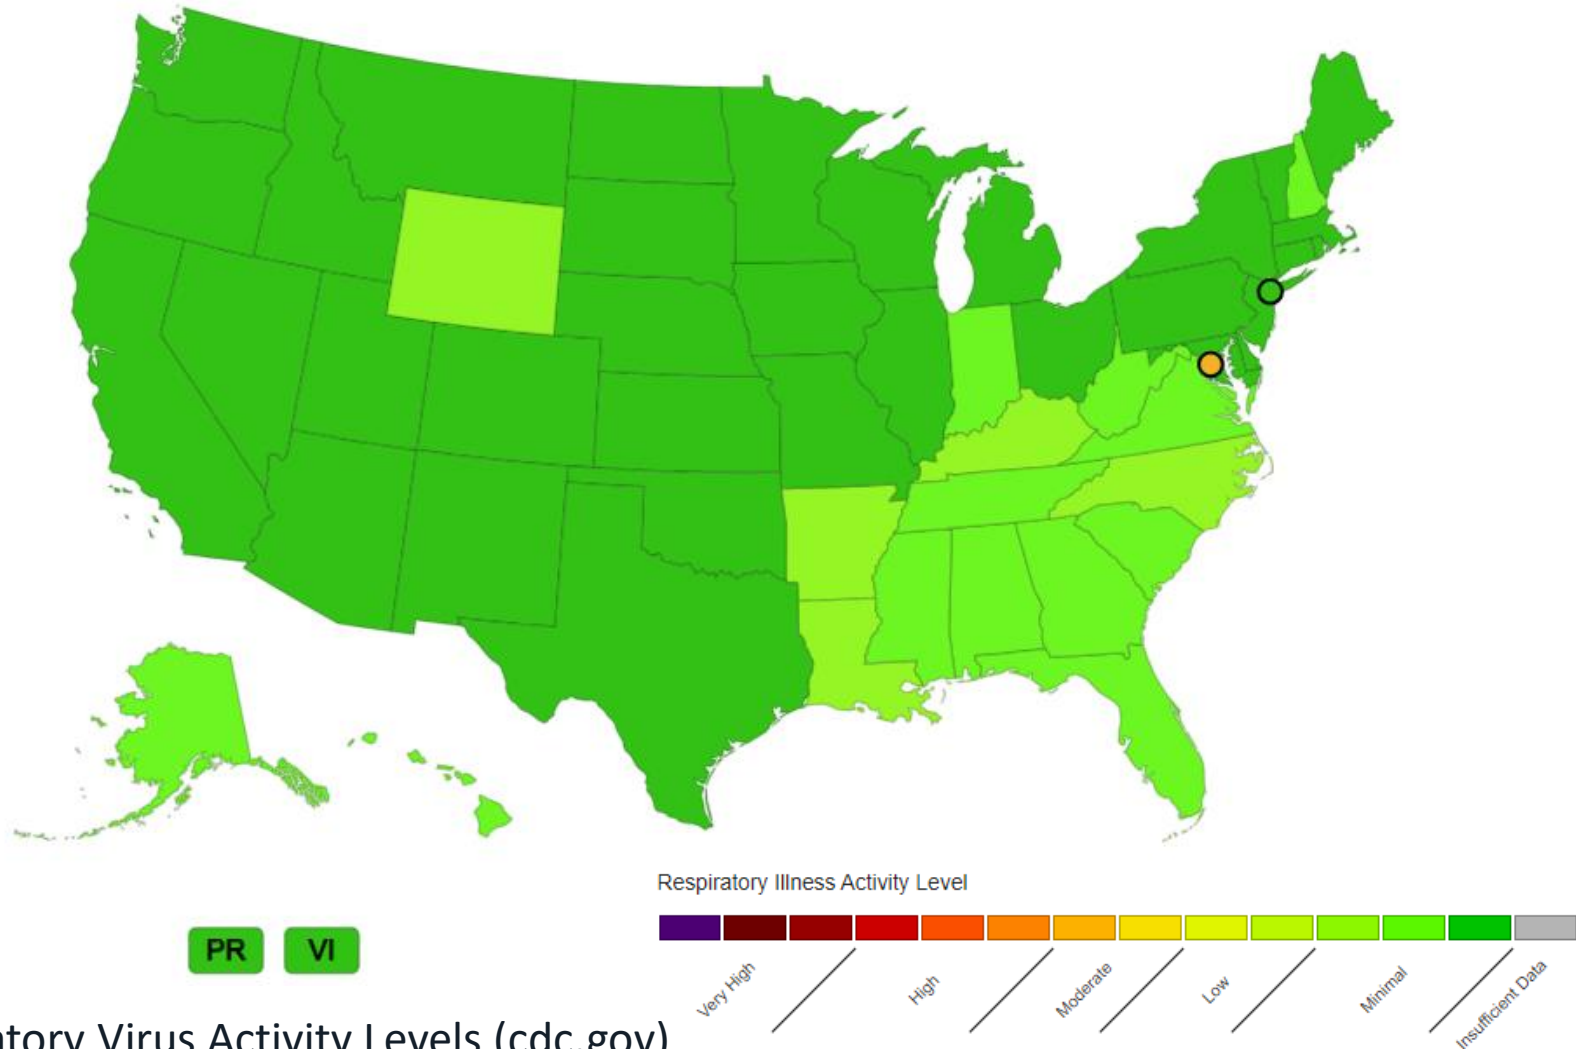 Respiratory Illness Activity Level
PR VI
Very High
High
Moderate
Low
Minimal
Insufficient Data
Virus Activity Levels (cdc.gov)